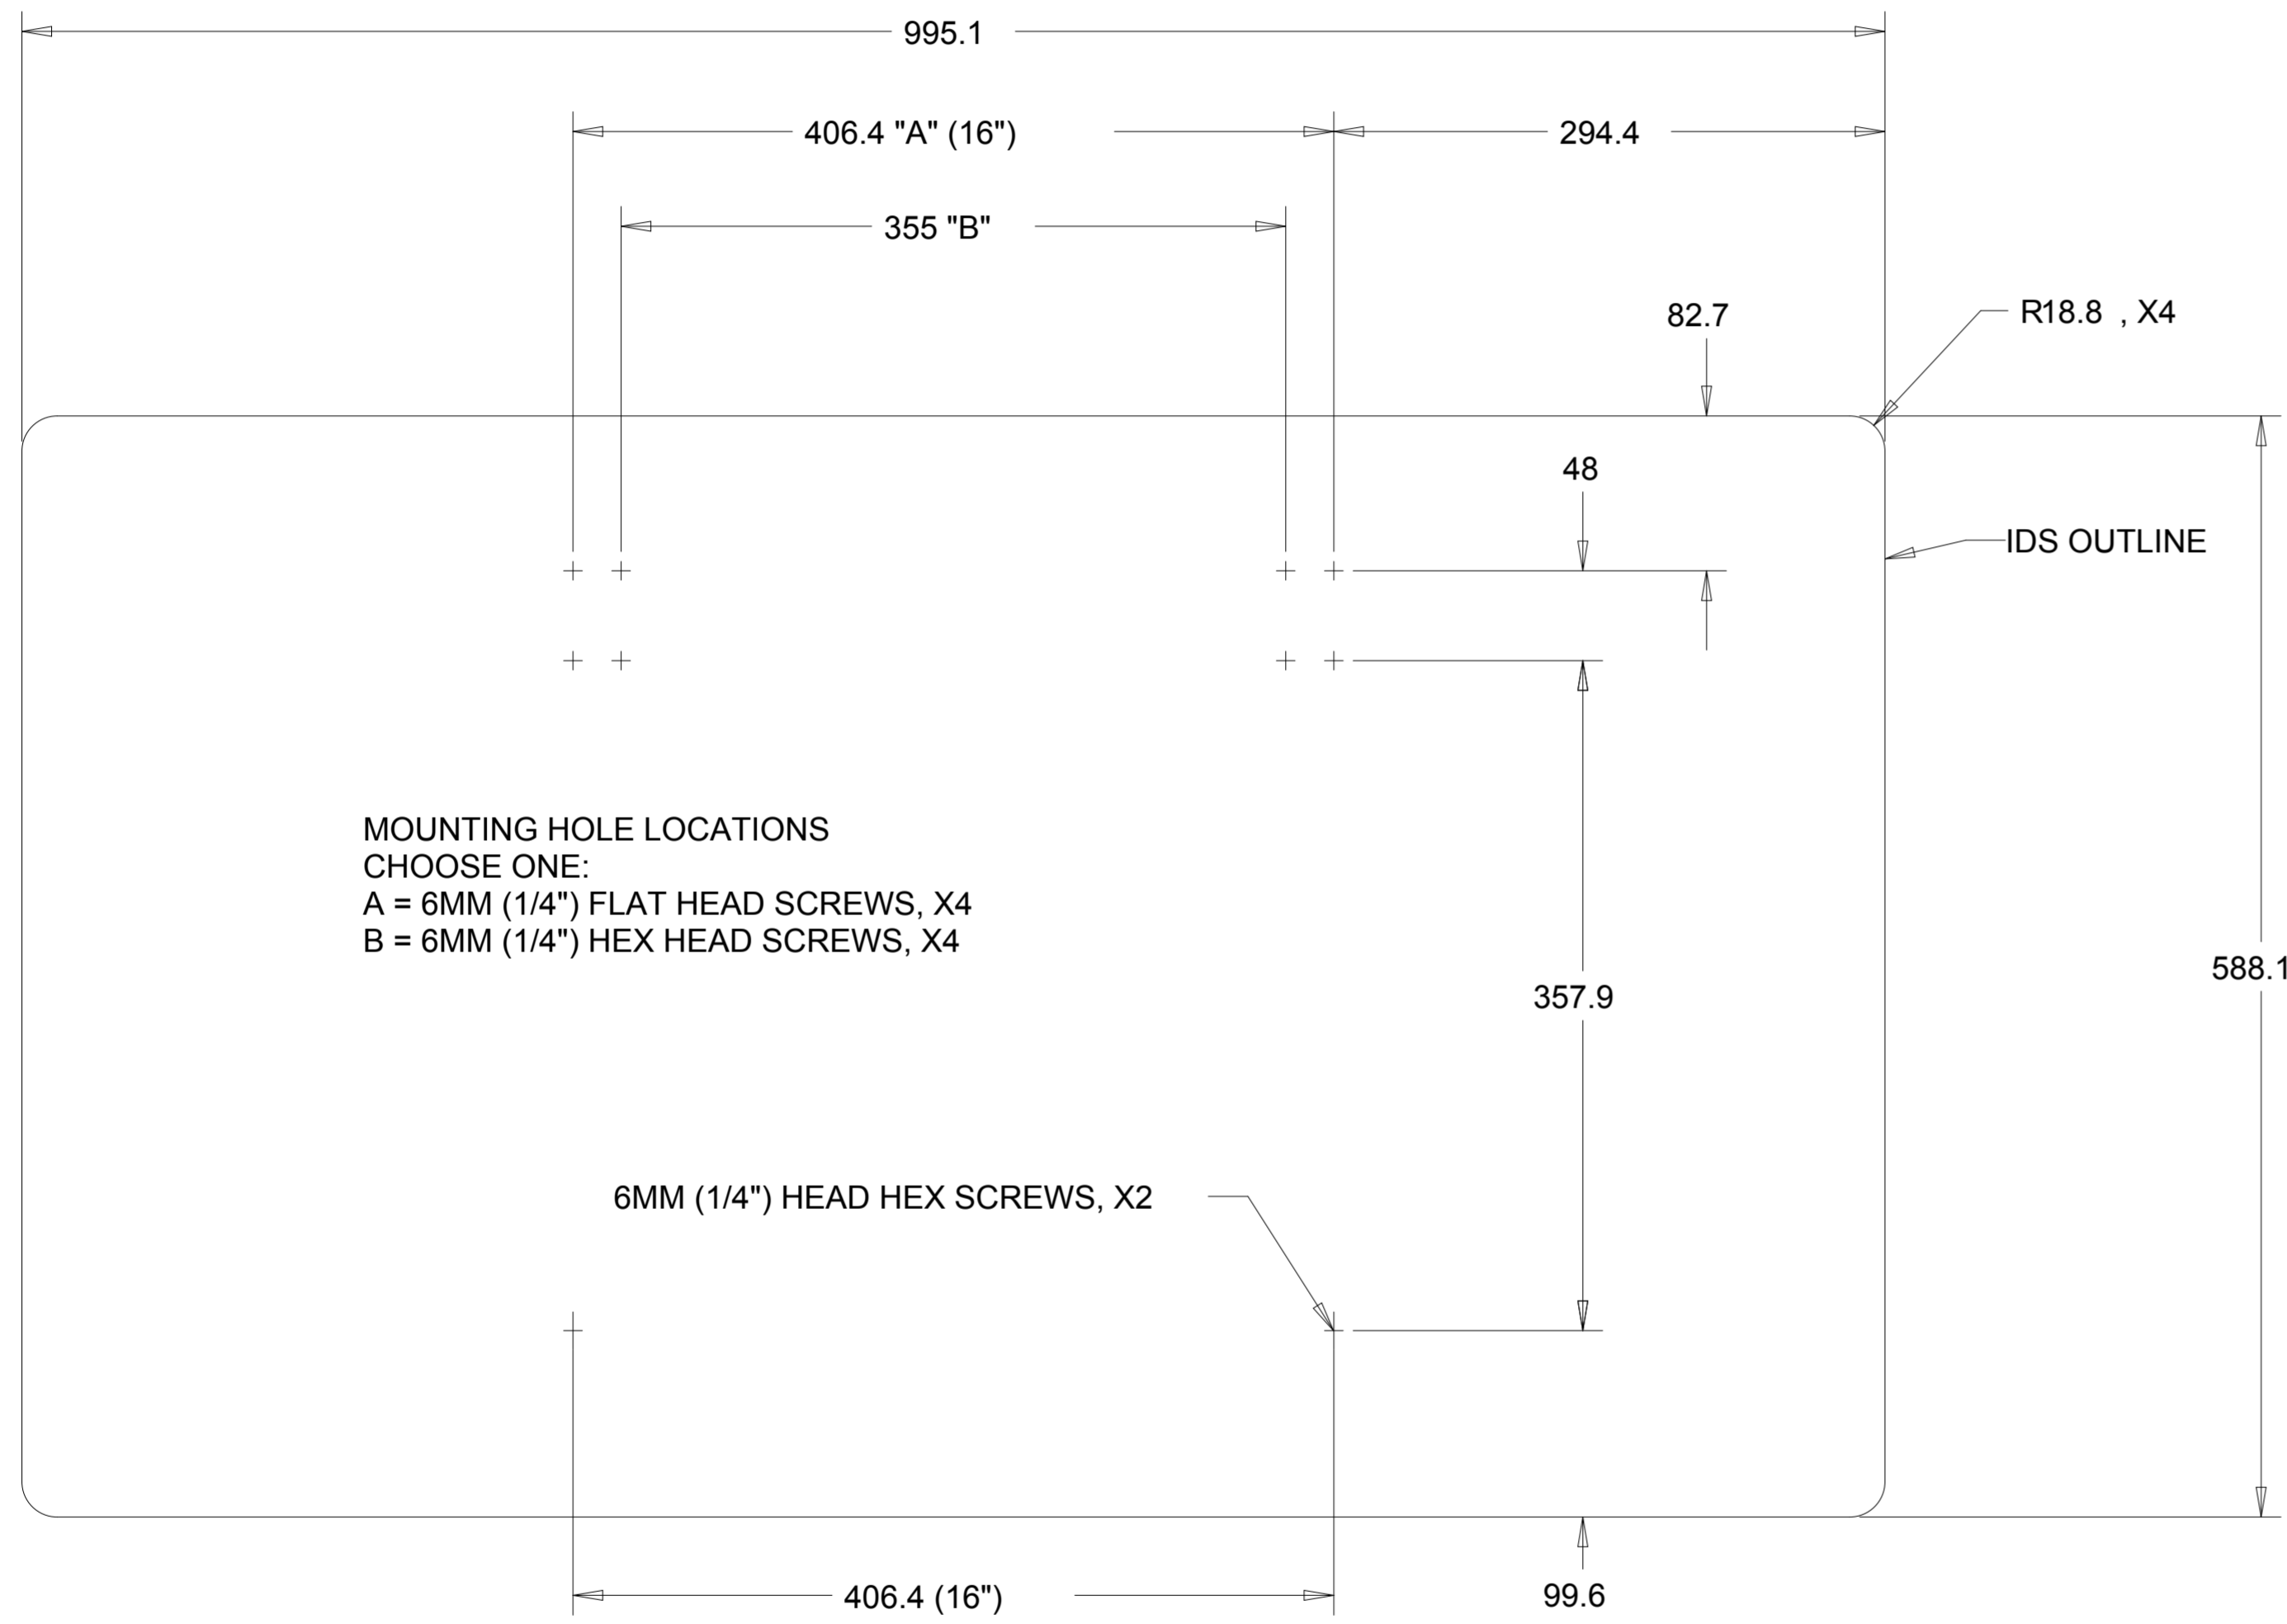 995.1
406.4 "A" (16")
294.4
355 "B"
82.7
R18.8 , X4
48
IDS OUTLINE
MOUNTING HOLE LOCATIONS
CHOOSE ONE:
A = 6MM (1/4") FLAT HEAD SCREWS, X4
B = 6MM (1/4") HEX HEAD SCREWS, X4
588.1
357.9
6MM (1/4") HEAD HEX SCREWS, X2
406.4 (16")
99.6